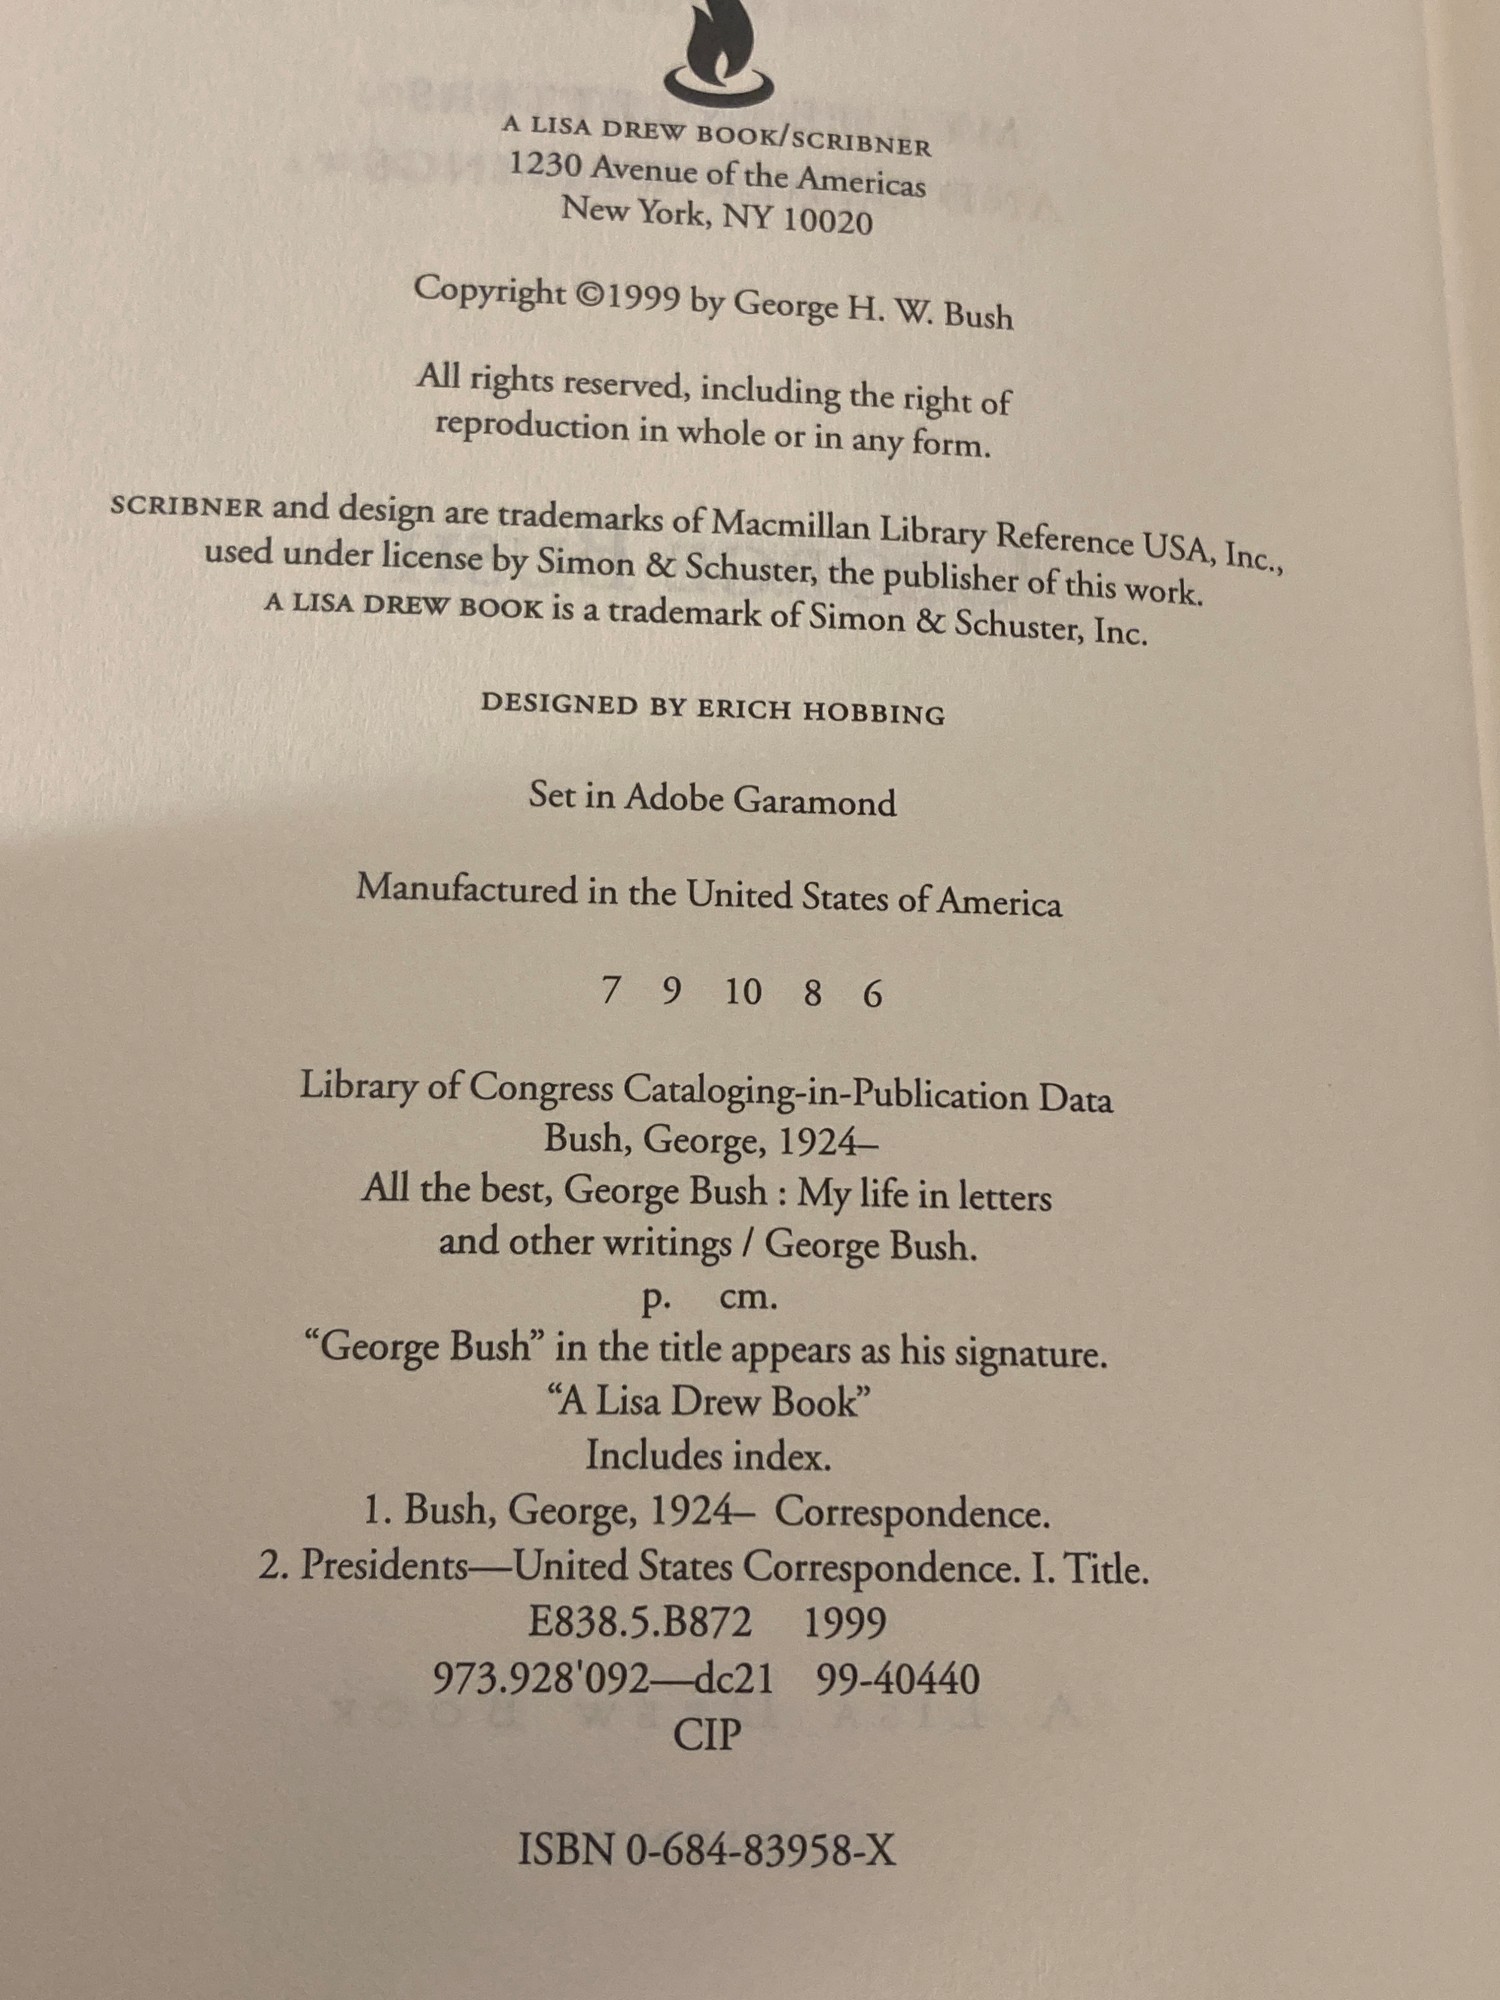 A LISA DREW BOOK/SCRIBNER
1230 Avenue of the Americas
New York, NY 10020
Copyright ©1999 by George H. W. Bush
All rights reserved, including the right of
reproduction in whole or in any form.
SCRIBNER and design are trademarks of Macmillan Library Reference USA, Inc.,
used under license by Simon & Schuster, the publisher of this work.
A LISA DREW BOOK is a trademark of Simon & Schuster, Inc.
DESIGNED BY ERICH HOBBING
Set in Adobe Garamond
Manufactured in the United States of America
7 9 10 8 6
Library of Congress Cataloging-in-Publication Data
Bush, George, 1924–
All the best, George Bush : My life in letters
and other writings / George Bush.
p. cm.
“George Bush” in the title appears as his signature.
“A Lisa Drew Book”
Includes index.
1. Bush, George, 1924– Correspondence.
2. Presidents—United States Correspondence. I. Title.
E838.5.B872 1999
973.928'092—dc21 99-40440
CIP
ISBN 0-684-83958-X